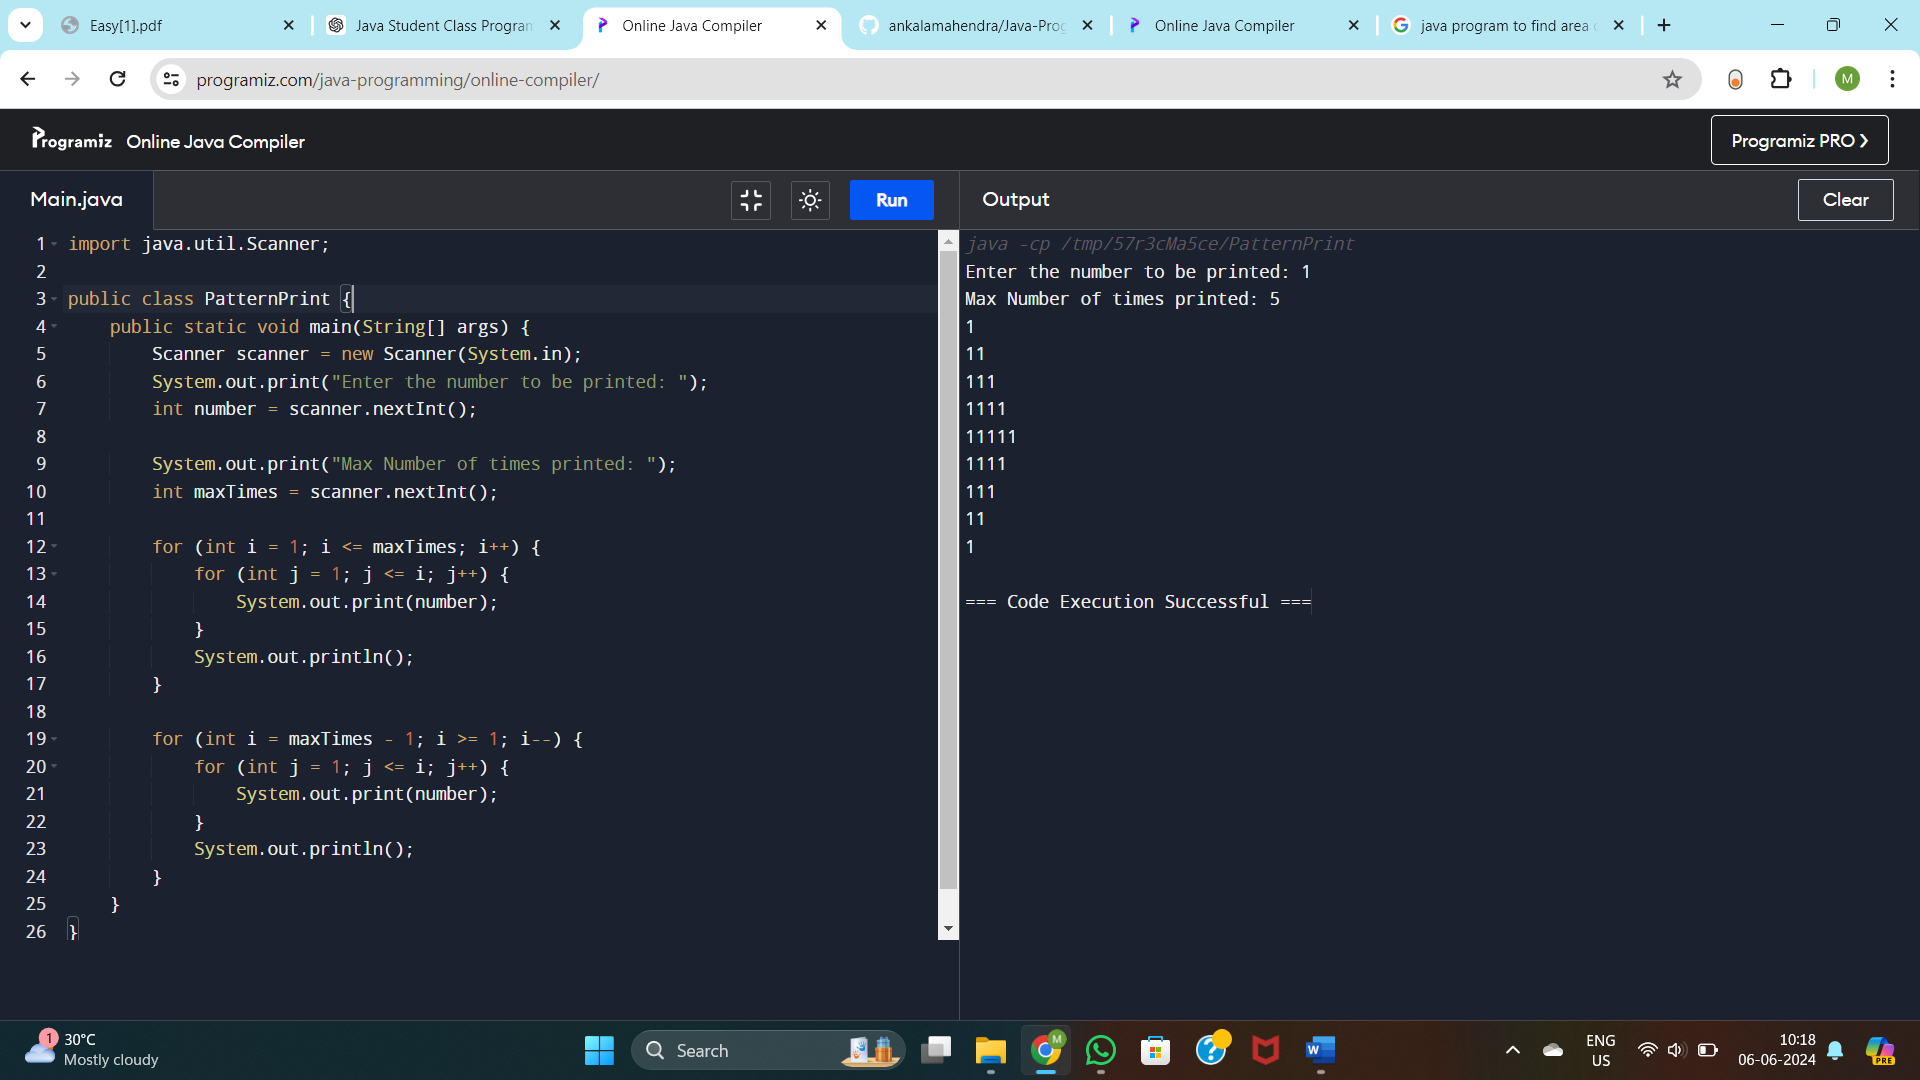 Easy[1].pdf
Java Student Class Program
Online Java Compiler
ankalamahendra/Java-Prog
Online Java Compiler
java program to find area
programiz.com/java-programming/online-compiler/
M
Programiz
Online Java Compiler
Programiz PRO
Main.java
Run
Output
Clear
1 import java.util.Scanner;
2
3 public class PatternPrint {
4     public static void main(String[] args) {
5         Scanner scanner = new Scanner(System.in);
6         System.out.print("Enter the number to be printed: ");
7         int number = scanner.nextInt();
8
9         System.out.print("Max Number of times printed: ");
10         int maxTimes = scanner.nextInt();
11
12         for (int i = 1; i <= maxTimes; i++) {
13             for (int j = 1; j <= i; j++) {
14                 System.out.print(number);
15             }
16             System.out.println();
17         }
18
19         for (int i = maxTimes - 1; i >= 1; i--) {
20             for (int j = 1; j <= i; j++) {
21                 System.out.print(number);
22             }
23             System.out.println();
24         }
25     }
26 }
java -cp /tmp/57r3cMa5ce/PatternPrint
Enter the number to be printed: 1
Max Number of times printed: 5
1
11
111
1111
11111
1111
111
11
1
=== Code Execution Successful ===
1
30°C
Mostly cloudy
Search
M
W
PRE
ENG
US
10:18
06-06-2024